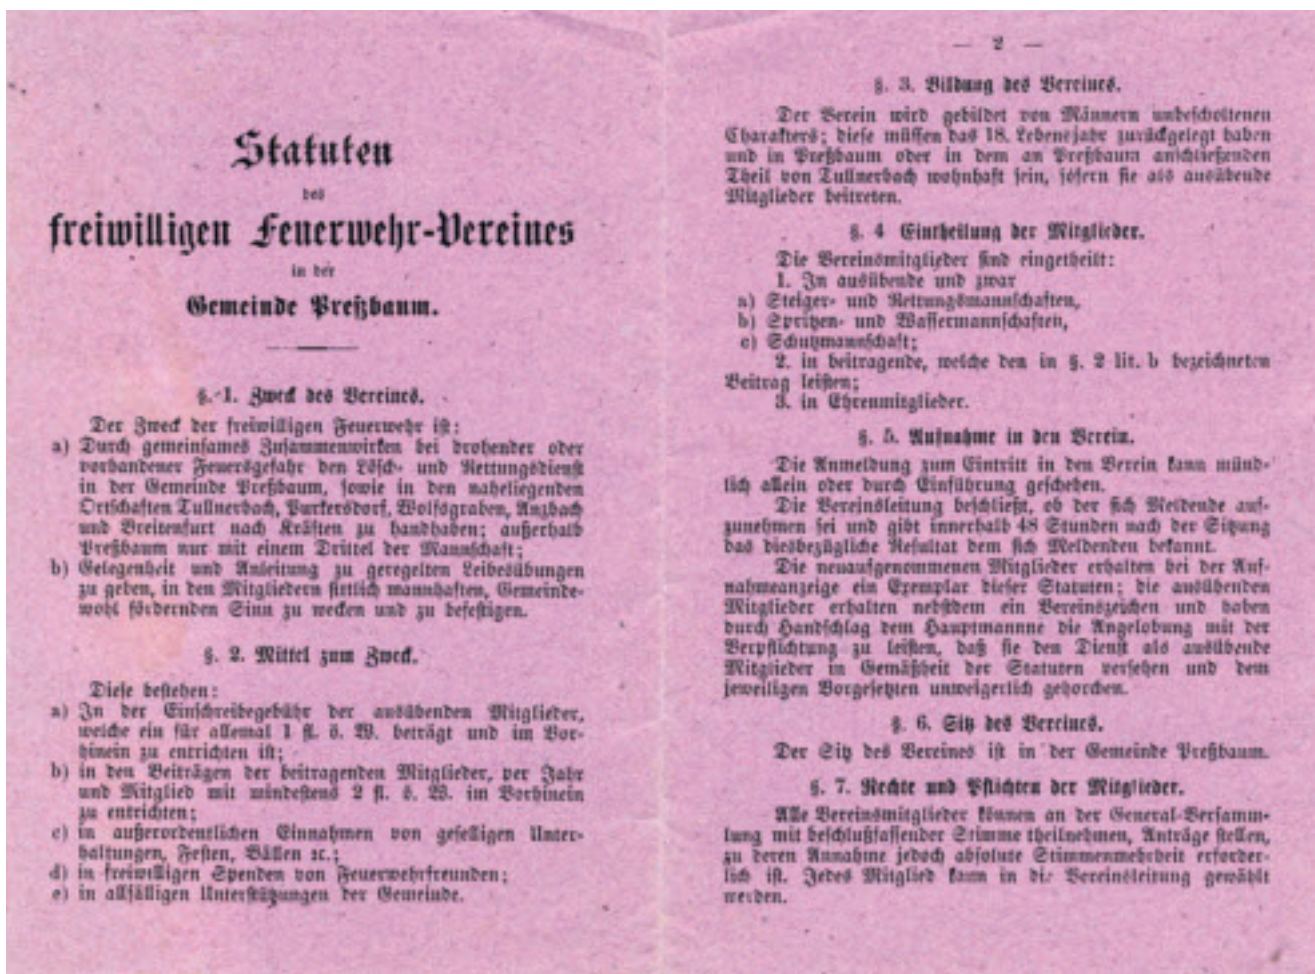 Statuten
des
freiwilligen Feuerwehr-Vereines
in der
Gemeinde Preßbaum.
§. 1. Zweck des Vereines.
Der Zweck der freiwilligen Feuerwehr ist:
a) Durch gemeinsames Zusammenwirken bei drohender oder
vorhandener Feuersgefahr den Lösch- und Rettungsdienst
in der Gemeinde Preßbaum, sowie in den naheliegenden
Ortschaften Tullnerbach, Purkersdorf, Wolfsgraben, Anzbach
und Breitenfurt nach Kräften zu handhaben; außerhalb
Preßbaum nur mit einem Drittel der Mannschaft;
b) Gelegenheit und Anleitung zu geregelten Leibesübungen
zu geben, in den Mitgliedern sittlich mannhaften, Gemeinde-
wohl fördernden Sinn zu wecken und zu befestigen.
§. 2. Mittel zum Zweck.
Diese bestehen:
a) In der Einschreibegebühr der ausübenden Mitglieder,
welche ein für allemal 1 fl. ö. W. beträgt und im Vor-
hinein zu entrichten ist;
b) in den Beiträgen der beitragenden Mitglieder, per Jahr
und Mitglied mit mindestens 2 fl. ö. W. im Vorhinein
zu entrichten;
c) in außerordentlichen Einnahmen von geselligen Unter-
haltungen, Festen, Bällen ꝛc.;
d) in freiwilligen Spenden von Feuerwehrfreunden;
e) in allfälligen Unterstützungen der Gemeinde.
— 2 —
§. 3. Bildung des Vereines.
Der Verein wird gebildet von Männern unbescholtenen
Charakters; diese müssen das 18. Lebensjahr zurückgelegt haben
und in Preßbaum oder in dem an Preßbaum anschließenden
Theil von Tullnerbach wohnhaft sein, sofern sie als ausübende
Mitglieder beitreten.
§. 4 Eintheilung der Mitglieder.
Die Vereinsmitglieder sind eingetheilt:
1. In ausübende und zwar
a) Steiger- und Rettungsmannschaften,
b) Spritzen- und Wassermannschaften,
c) Schutzmannschaft;
2. in beitragende, welche den in §. 2 lit. b bezeichneten
Beitrag leisten;
3. in Ehrenmitglieder.
§. 5. Aufnahme in den Verein.
Die Anmeldung zum Eintritt in den Verein kann münd-
lich allein oder durch Einführung geschehen.
Die Vereinsleitung beschließt, ob der sich Meldende auf-
zunehmen sei und gibt innerhalb 48 Stunden nach der Sitzung
das diesbezügliche Resultat dem sich Meldenden bekannt.
Die neuaufgenommenen Mitglieder erhalten bei der Auf-
nahmeanzeige ein Exemplar dieser Statuten; die ausübenden
Mitglieder erhalten nebstdem ein Vereinszeichen und haben
durch Handschlag dem Hauptmannne die Angelobung mit der
Verpflichtung zu leisten, daß sie den Dienst als ausübende
Mitglieder in Gemäßheit der Statuten versehen und dem
jeweiligen Vorgesetzten unweigerlich gehorchen.
§. 6. Sitz des Vereines.
Der Sitz des Vereines ist in der Gemeinde Preßbaum.
§. 7. Rechte und Pflichten der Mitglieder.
Alle Vereinsmitglieder können an der General-Versamm-
lung mit beschlußfassender Stimme theilnehmen, Anträge stellen,
zu deren Annahme jedoch absolute Stimmenmehrheit erforder-
lich ist. Jedes Mitglied kann in die Vereinsleitung gewählt
werden.